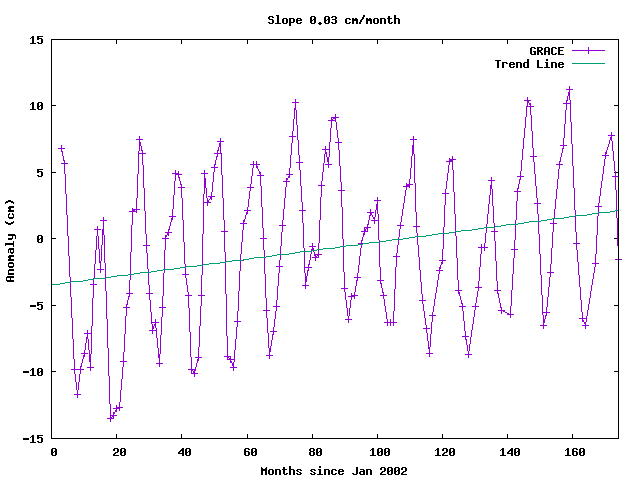 Slope 0.03 cm/month
GRACE
Trend Line
15
10
5
0
-5
-10
-15
Anomaly (cm)
0 20 40 60 80 100 120 140 160
Months since Jan 2002